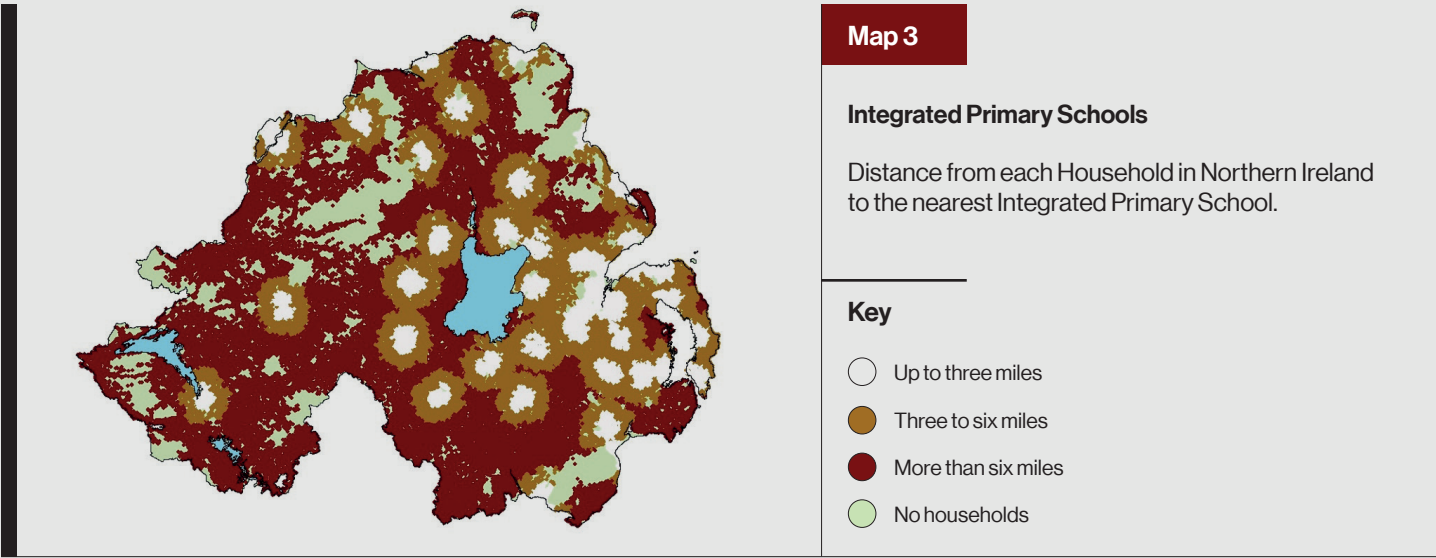 Map 3
Integrated Primary Schools
Distance from each Household in Northern Ireland
to the nearest Integrated Primary School.
Key
Up to three miles
Three to six miles
More than six miles
No households